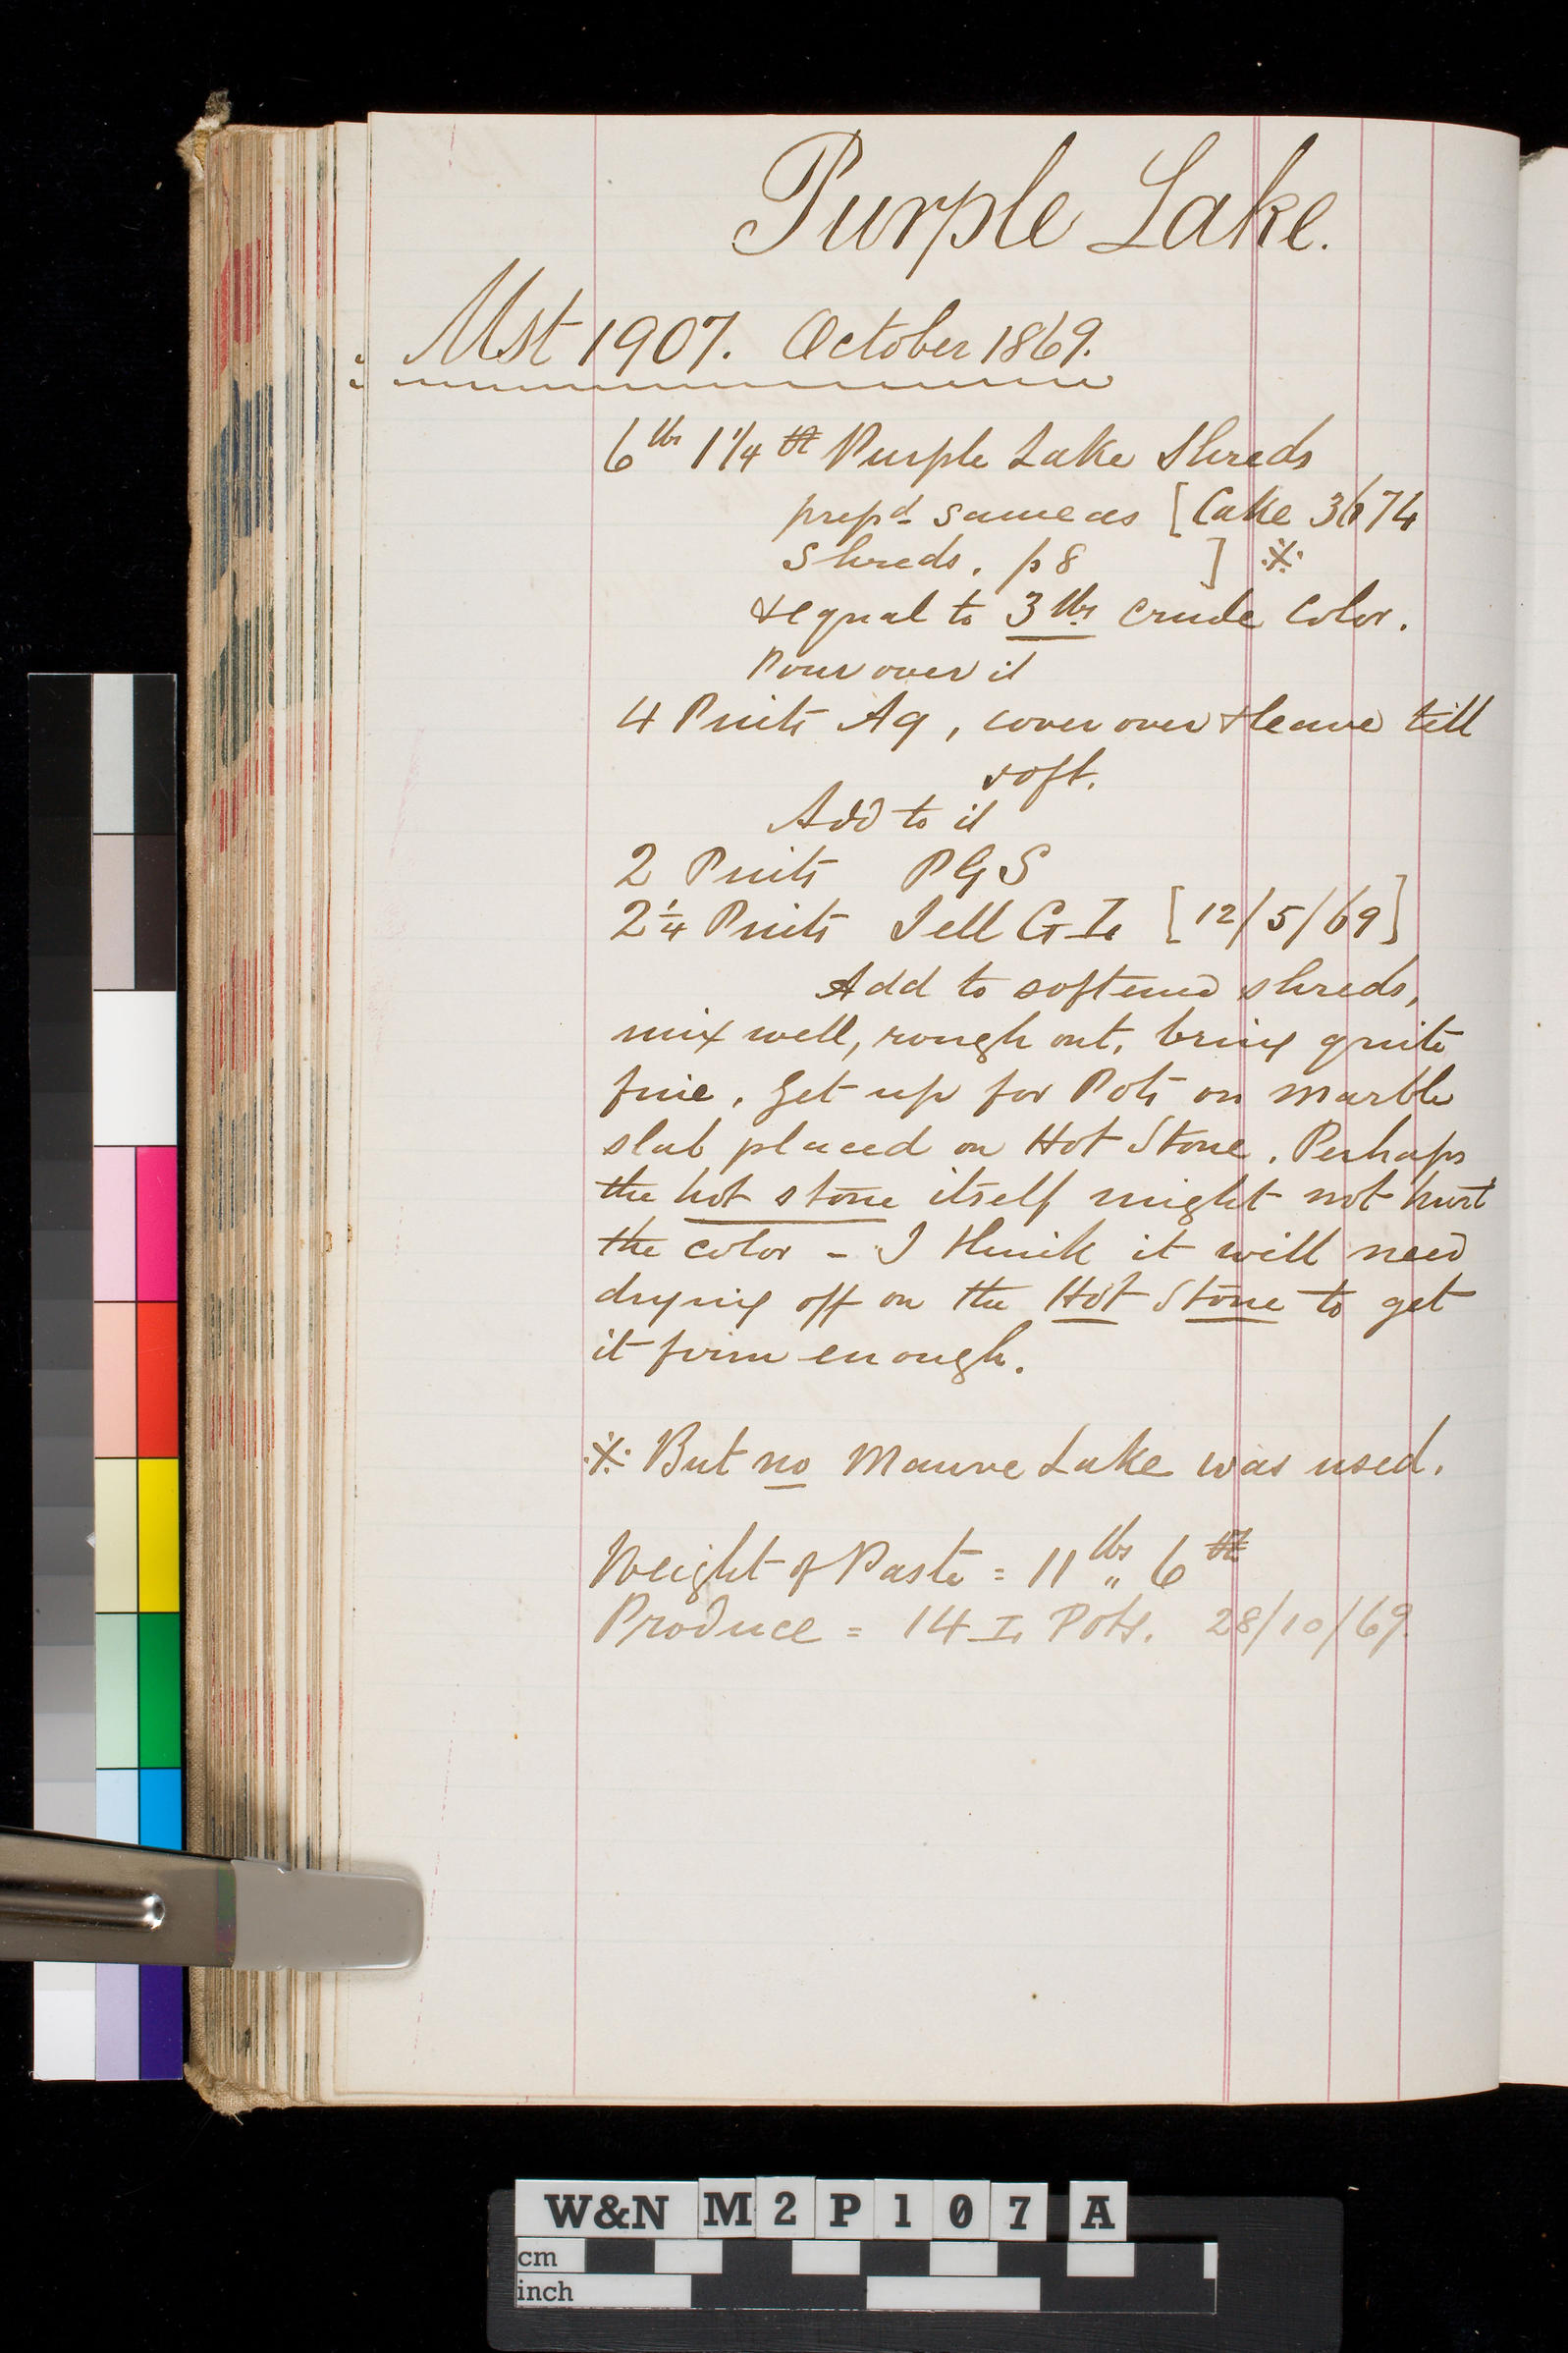 Purple Lake.
Mst 1907. October 1869.
6 lbs 1 1/4 Purple Lake Shreds
prepd same as [Cake 3674
Shreds. p8 ] ※
& equal to 3 lbs crude Color.
Pour over it
4 Pints Aq, cover over & leave till
soft.
Add to it
2 Pints PGS
2 1/4 Pints Jell G [12/5/69]
Add to softened shreds,
mix well, rough out, bring quite
fine. Get up for Pots on marble
slab placed on Hot Stone. Perhaps
the hot stone itself might not hurt
the color - I think it will need
drying off on the Hot Stone to get
it firm enough.
※ But no Mauve Lake was used.
Weight of Paste = 11 lbs " 6
Produce = 14 Pots. 28/10/69.
W&N M2P107 A
cm
inch